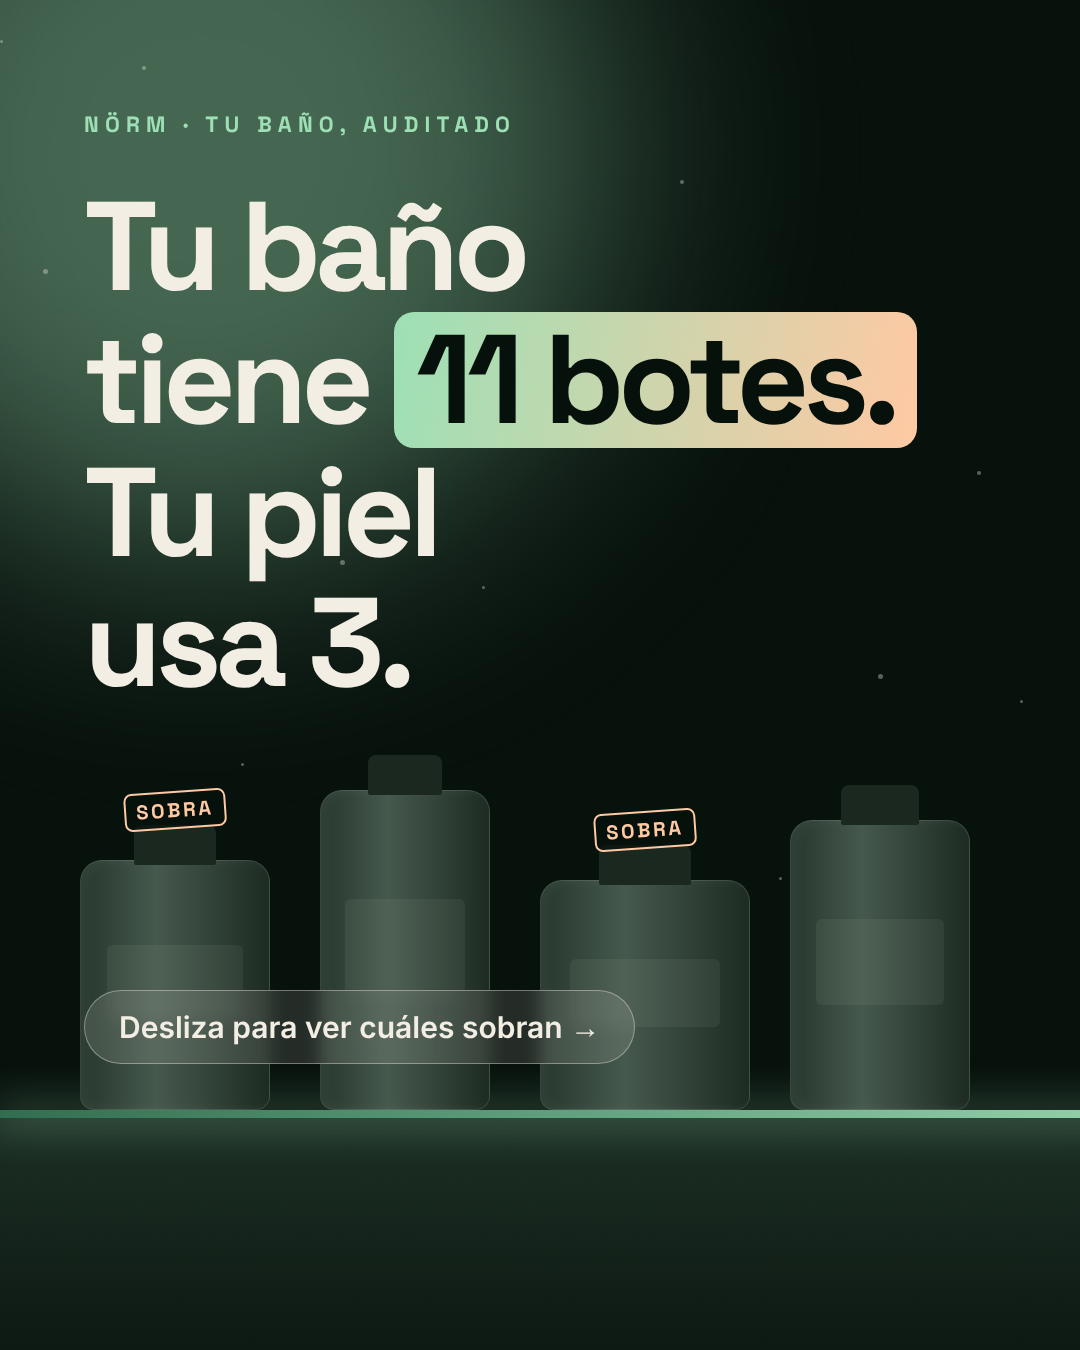 NÖRM · TU BAÑO, AUDITADO
Tu baño
tiene 11 botes.
Tu piel
usa 3.
SOBRA
SOBRA
Desliza para ver cuáles sobran →